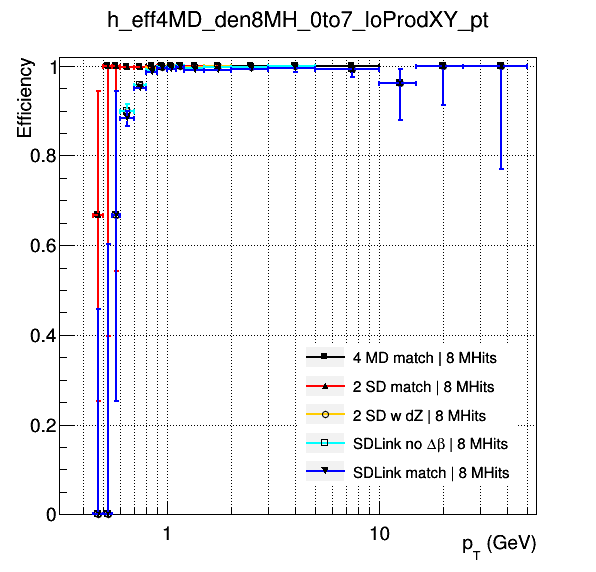 h_eff4MD_den8MH_0to7_loProdXY_pt
Efficiency
1
0.8
0.6
0.4
0.2
0
4 MD match | 8 MHits
2 SD match | 8 MHits
2 SD w dZ | 8 MHits
SDLink no Δβ | 8 MHits
SDLink match | 8 MHits
1
10
p_T (GeV)